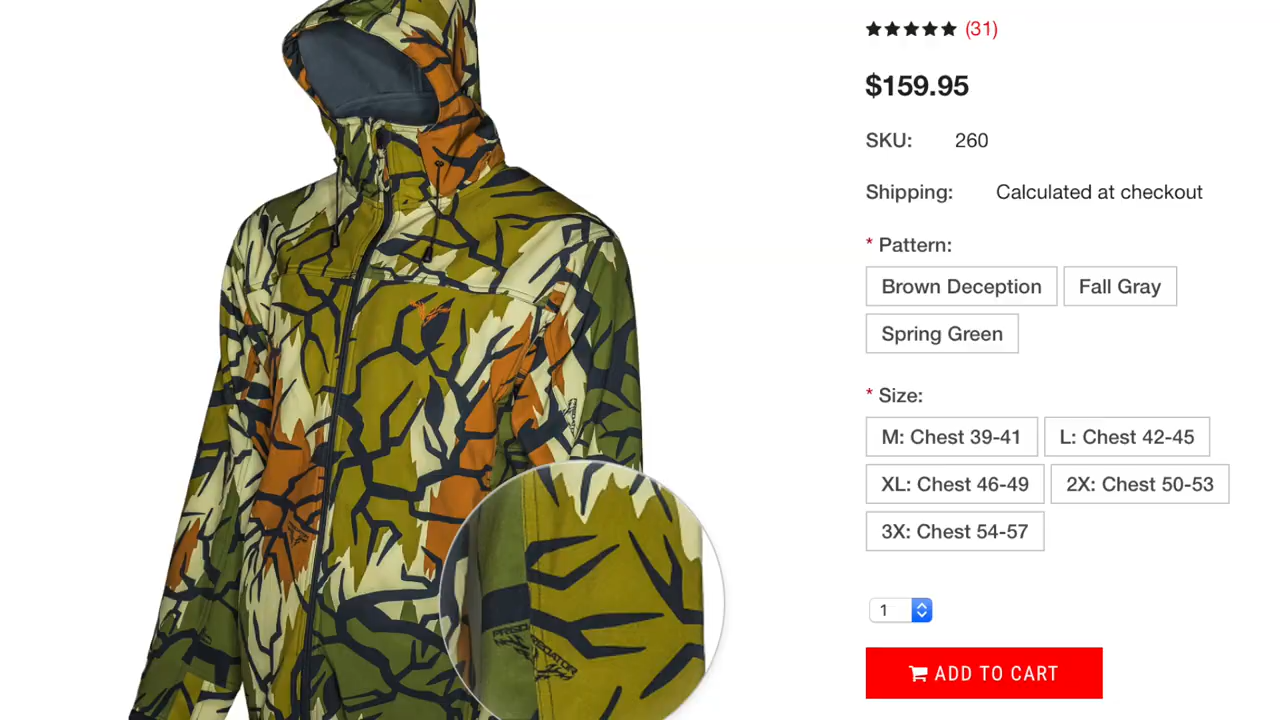 (31)
$159.95
SKU: 260
Shipping: Calculated at checkout
* Pattern:
Brown Deception Fall Gray
Spring Green
* Size:
M: Chest 39-41 L: Chest 42-45
XL: Chest 46-49 2X: Chest 50-53
3X: Chest 54-57
1
ADD TO CART
PREDATOR